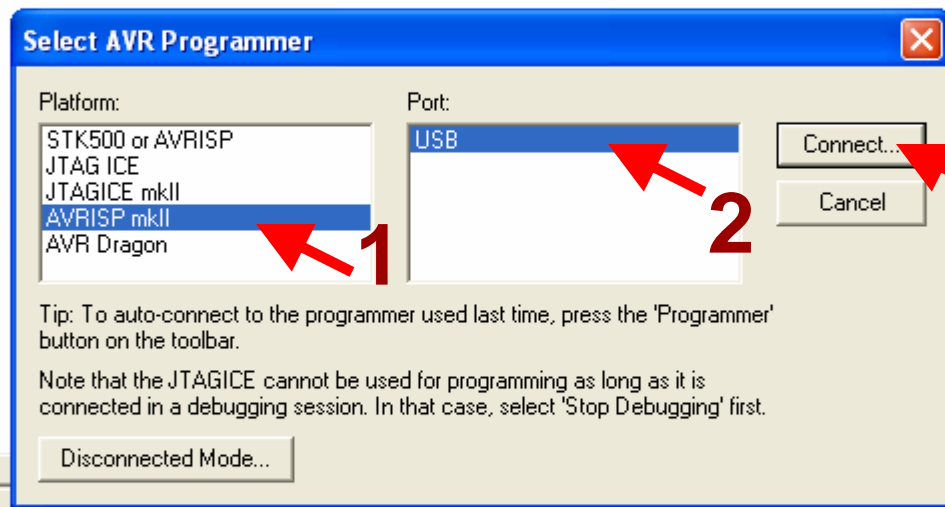 Select AVR Programmer
Platform:
Port:
STK500 or AVRISP
JTAG ICE
JTAGICE mkII
AVRISP mkII
AVR Dragon
USB
Connect...
Cancel
1
2
Tip: To auto-connect to the programmer used last time, press the 'Programmer'
button on the toolbar.
Note that the JTAGICE cannot be used for programming as long as it is
connected in a debugging session. In that case, select 'Stop Debugging' first.
Disconnected Mode...